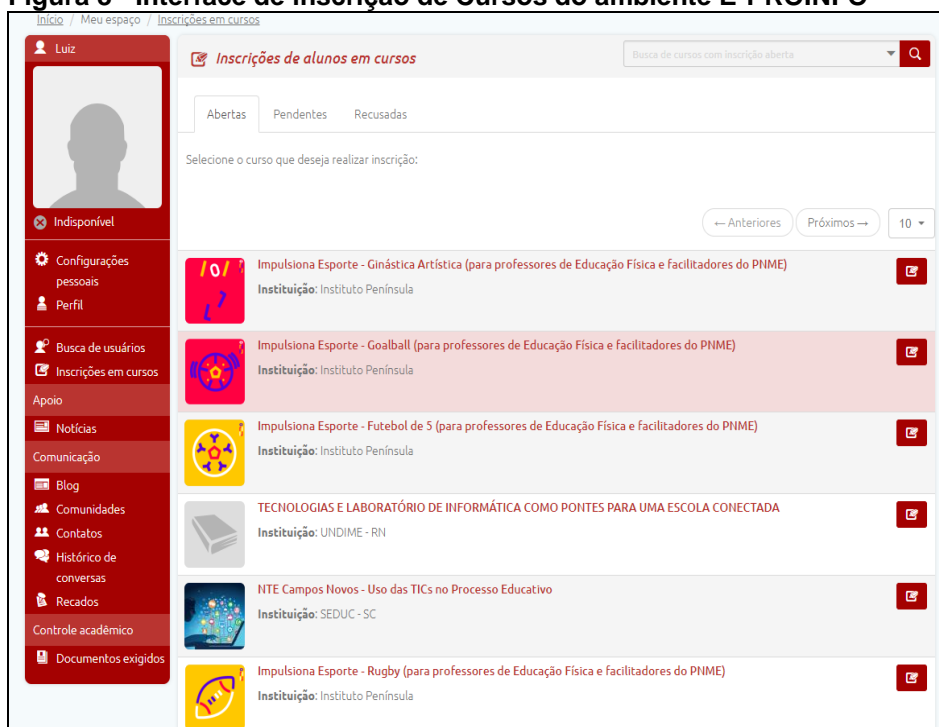 Figura 6 - Interface de Inscrição de Cursos do ambiente E-PROINFO
Início / Meu espaço / Inscrições em cursos
Luiz
Indisponível
Configurações
pessoais
Perfil
Busca de usuários
Inscrições em cursos
Apoio
Notícias
Comunicação
Blog
Comunidades
Contatos
Histórico de
conversas
Recados
Controle acadêmico
Documentos exigidos
Inscrições de alunos em cursos
Busca de cursos com inscrição aberta
Abertas Pendentes Recusadas
Selecione o curso que deseja realizar inscrição:
←Anteriores Próximos→ 10
Impulsiona Esporte - Ginástica Artística (para professores de Educação Física e facilitadores do PNME)
Instituição: Instituto Península
Impulsiona Esporte - Goalball (para professores de Educação Física e facilitadores do PNME)
Instituição: Instituto Península
Impulsiona Esporte - Futebol de 5 (para professores de Educação Física e facilitadores do PNME)
Instituição: Instituto Península
TECNOLOGIAS E LABORATÓRIO DE INFORMÁTICA COMO PONTES PARA UMA ESCOLA CONECTADA
Instituição: UNDIME - RN
NTE Campos Novos - Uso das TICs no Processo Educativo
Instituição: SEDUC - SC
Impulsiona Esporte - Rugby (para professores de Educação Física e facilitadores do PNME)
Instituição: Instituto Península